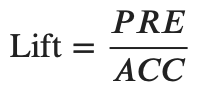 Lift = PRE / ACC